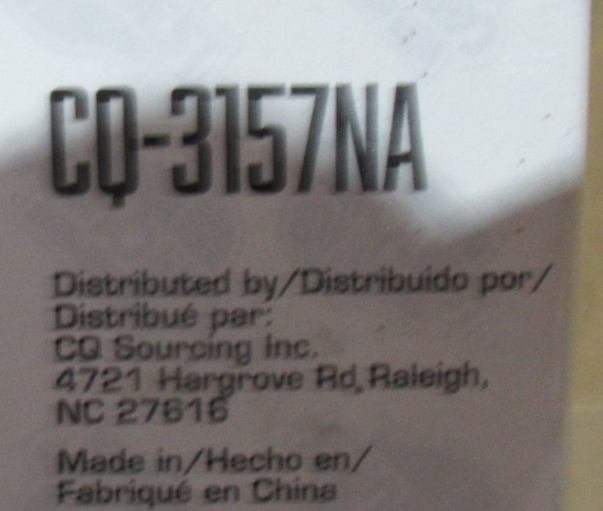 CQ-3157NA
Distributed by/Distribuido por/
Distribué par:
CQ Sourcing Inc.
4721 Hargrove Rd, Raleigh,
NC 27616
Made in/Hecho en/
Fabriqué en China